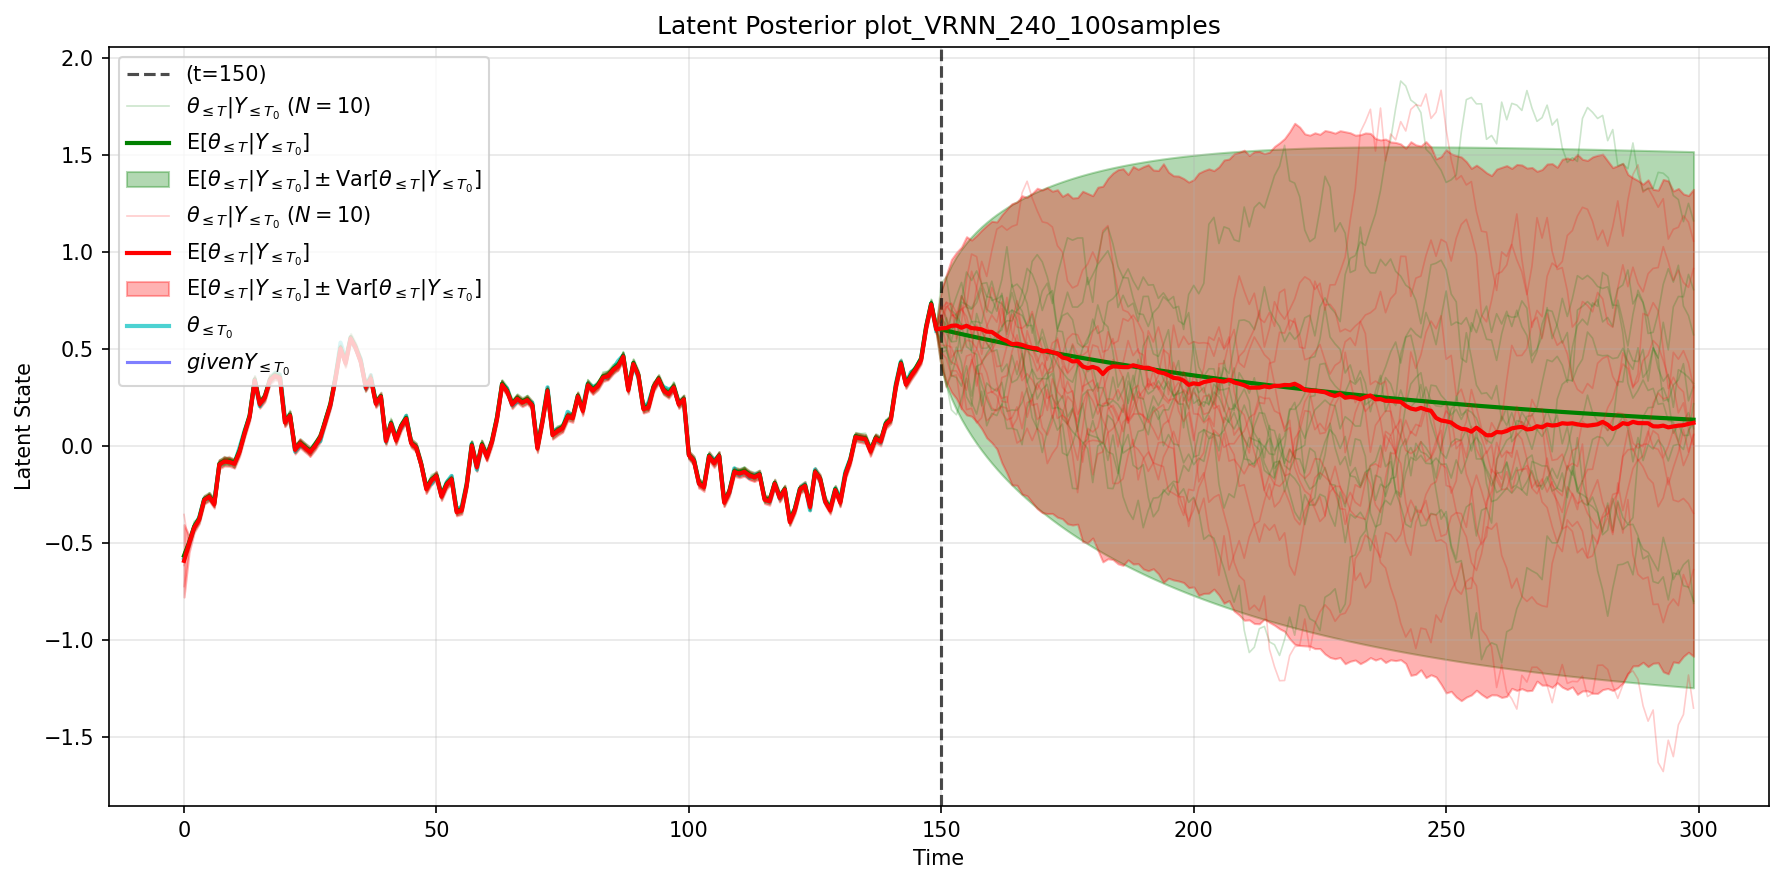 Latent Posterior plot_VRNN_240_100samples
2.0
1.5
1.0
0.5
0.0
−0.5
−1.0
−1.5
Latent State
(t=150)
θ≤T|Y≤T₀ (N = 10)
E[θ≤T|Y≤T₀]
E[θ≤T|Y≤T₀] ± Var[θ≤T|Y≤T₀]
θ≤T|Y≤T₀ (N = 10)
E[θ≤T|Y≤T₀]
E[θ≤T|Y≤T₀] ± Var[θ≤T|Y≤T₀]
θ≤T₀
givenY≤T₀
0 50 100 150 200 250 300
Time